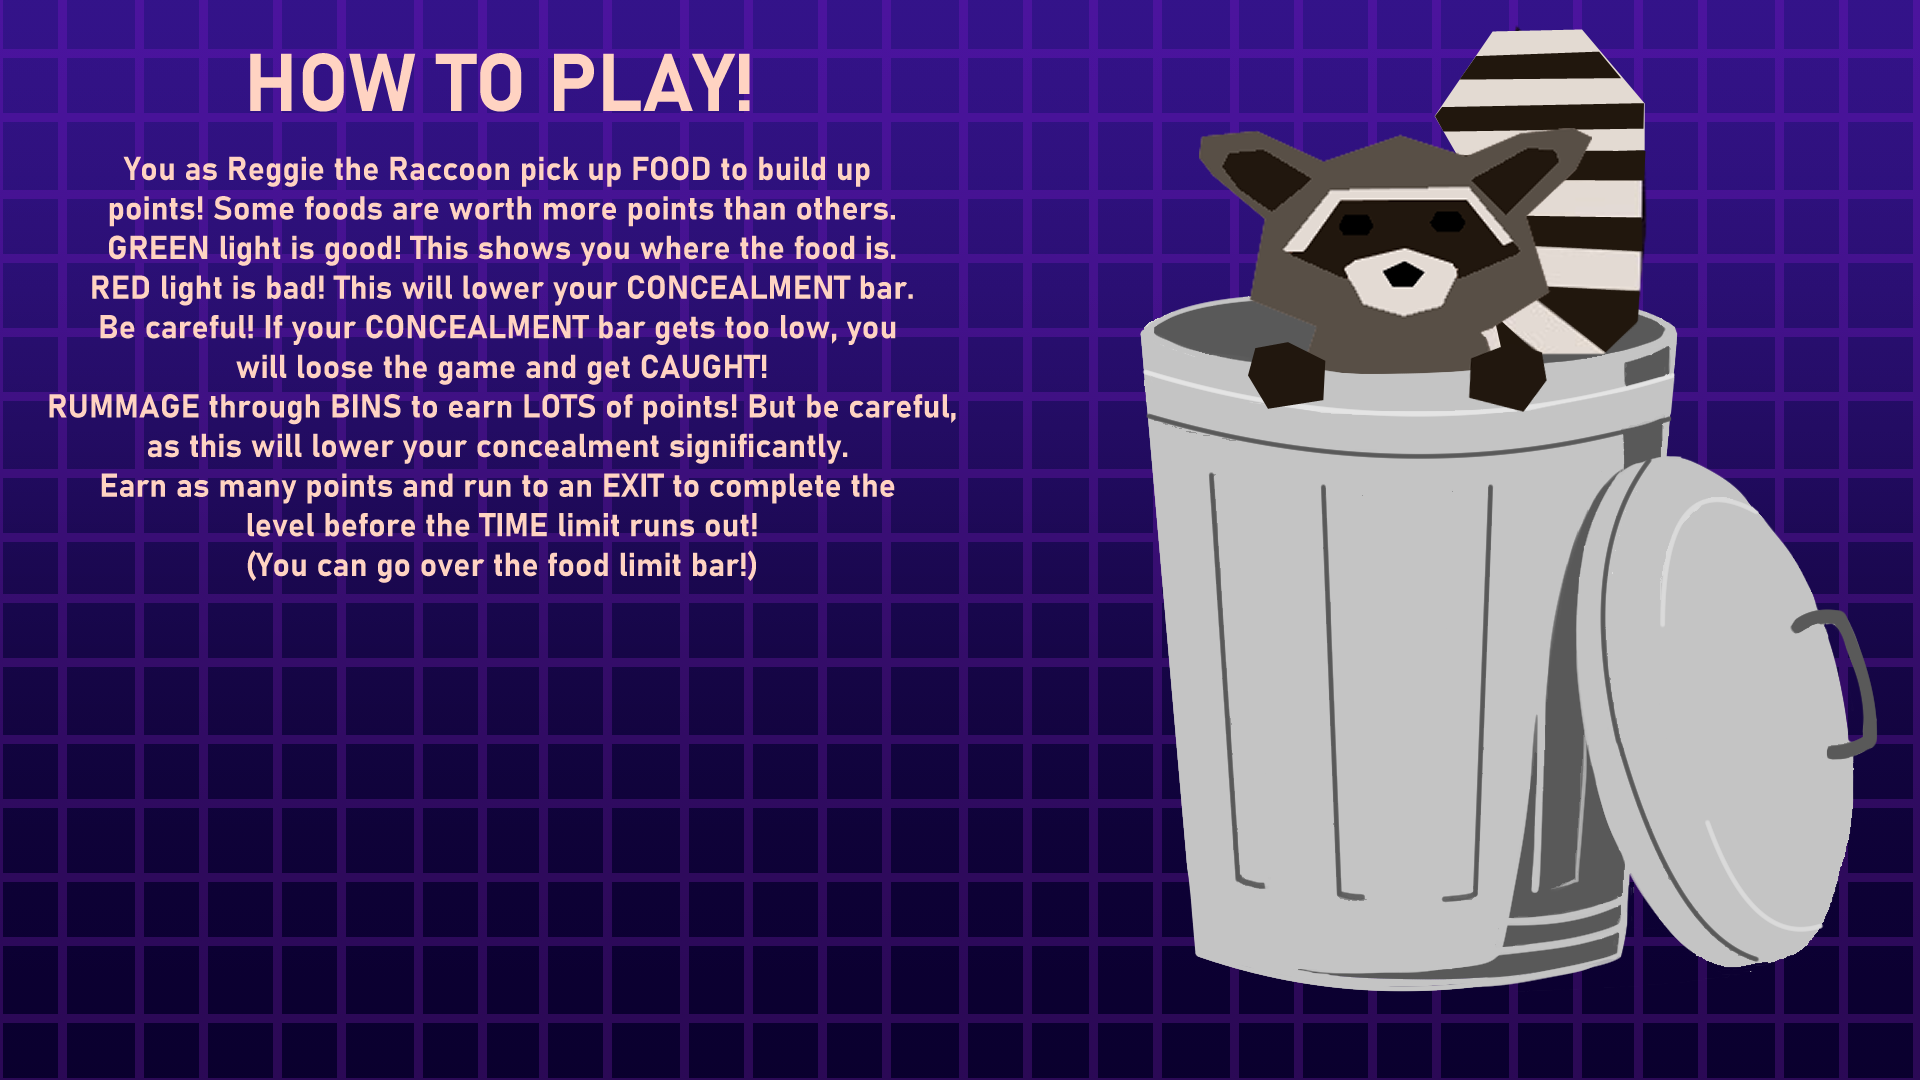 HOW TO PLAY!
You as Reggie the Raccoon pick up FOOD to build up
points! Some foods are worth more points than others.
GREEN light is good! This shows you where the food is.
RED light is bad! This will lower your CONCEALMENT bar.
Be careful! If your CONCEALMENT bar gets too low, you
will loose the game and get CAUGHT!
RUMMAGE through BINS to earn LOTS of points! But be careful,
as this will lower your concealment significantly.
Earn as many points and run to an EXIT to complete the
level before the TIME limit runs out!
(You can go over the food limit bar!)